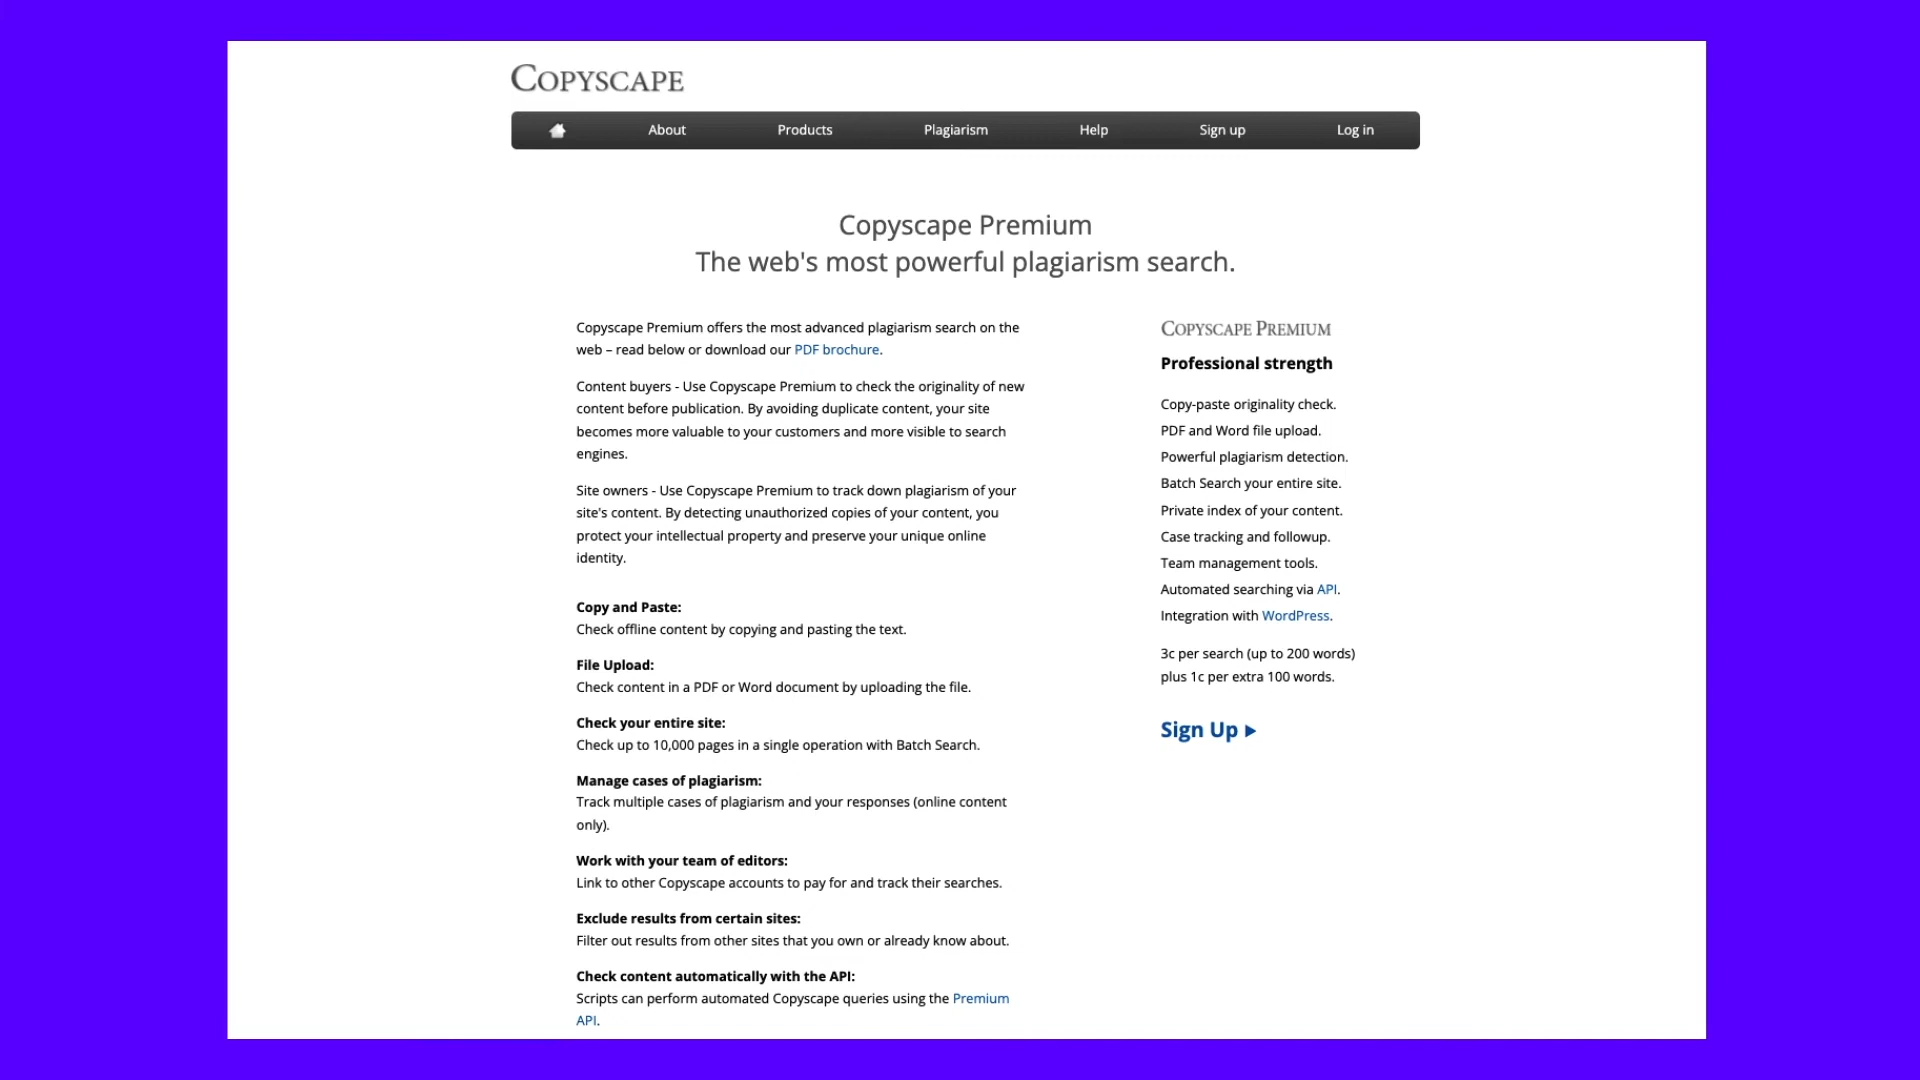 COPYSCAPE
About Products Plagiarism Help Sign up Log in
Copyscape Premium
The web's most powerful plagiarism search.
Copyscape Premium offers the most advanced plagiarism search on the
web – read below or download our PDF brochure.
Content buyers - Use Copyscape Premium to check the originality of new
content before publication. By avoiding duplicate content, your site
becomes more valuable to your customers and more visible to search
engines.
Site owners - Use Copyscape Premium to track down plagiarism of your
site's content. By detecting unauthorized copies of your content, you
protect your intellectual property and preserve your unique online
identity.
Copy and Paste:
Check offline content by copying and pasting the text.
File Upload:
Check content in a PDF or Word document by uploading the file.
Check your entire site:
Check up to 10,000 pages in a single operation with Batch Search.
Manage cases of plagiarism:
Track multiple cases of plagiarism and your responses (online content
only).
Work with your team of editors:
Link to other Copyscape accounts to pay for and track their searches.
Exclude results from certain sites:
Filter out results from other sites that you own or already know about.
Check content automatically with the API:
Scripts can perform automated Copyscape queries using the Premium
API.
COPYSCAPE PREMIUM
Professional strength
Copy-paste originality check.
PDF and Word file upload.
Powerful plagiarism detection.
Batch Search your entire site.
Private index of your content.
Case tracking and followup.
Team management tools.
Automated searching via API.
Integration with WordPress.
3c per search (up to 200 words)
plus 1c per extra 100 words.
Sign Up